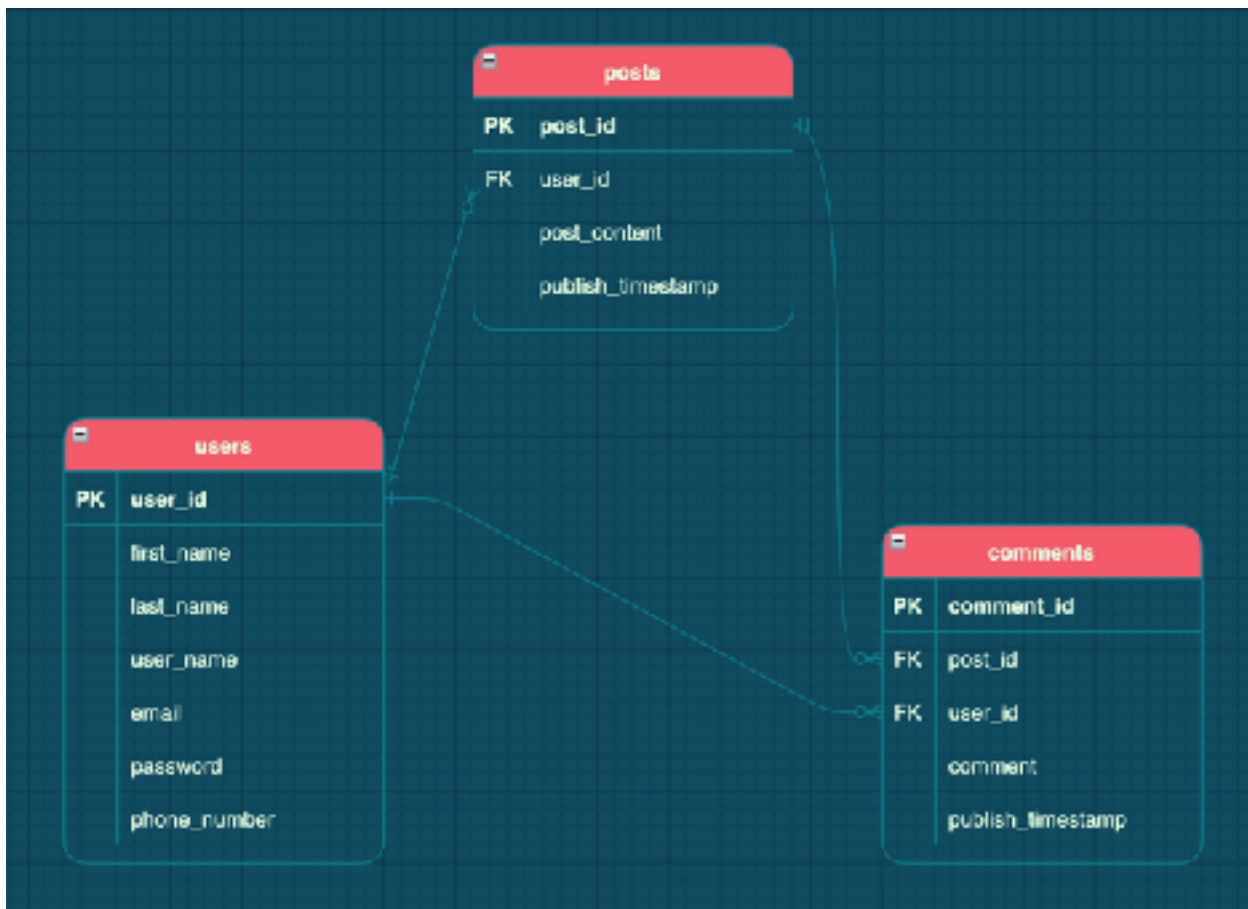 posts
PK post_id
FK user_id
post_content
publish_timestamp
users
PK user_id
first_name
last_name
user_name
email
password
phone_number
comments
PK comment_id
FK post_id
FK user_id
comment
publish_timestamp